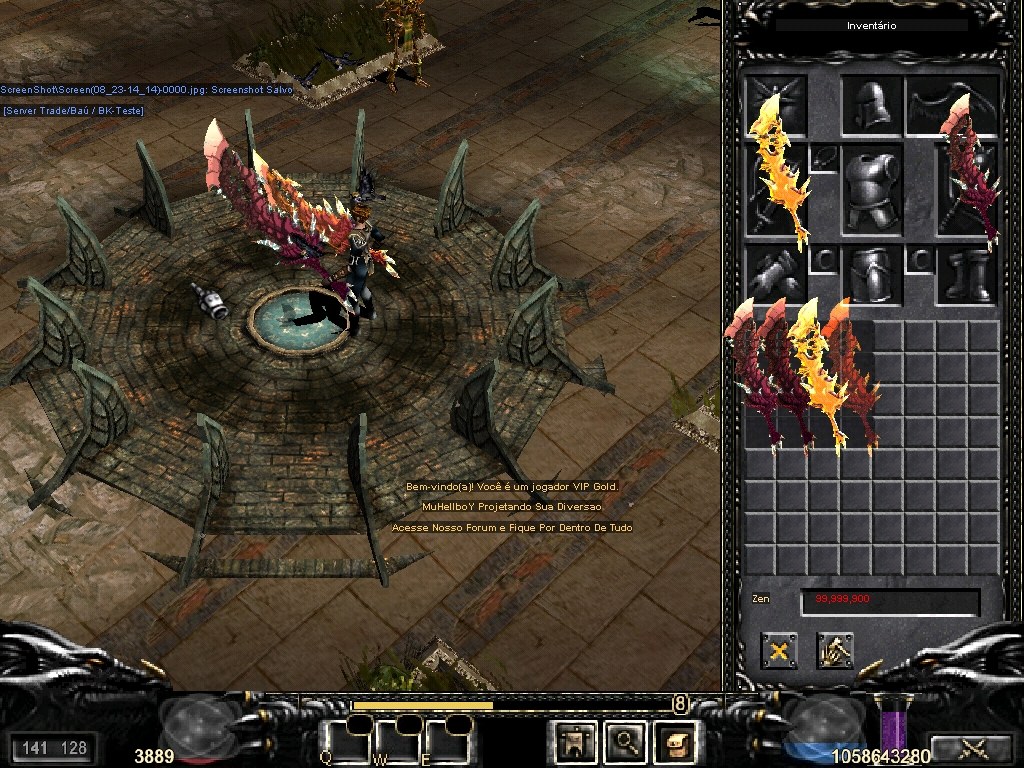 Inventário
ScreenShot\Screen(08_23-14_14)-0000.jpg: Screenshot Salvo
[Server Trade/Baú / BK-Teste]
Bem-vindo(a)! Você é um jogador VIP Gold.
MuHellboY Projetando Sua Diversao
Acesse Nosso Forum e Fique Por Dentro De Tudo
Zen 99,999,900
8
141 128
3889
Q W E
1058643280